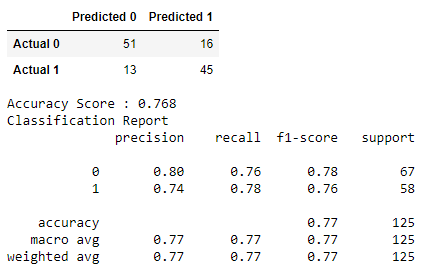 Predicted 0 Predicted 1
Actual 0 51 16
Actual 1 13 45
Accuracy Score : 0.768
Classification Report
precision recall f1-score support
0 0.80 0.76 0.78 67
1 0.74 0.78 0.76 58
accuracy 0.77 125
macro avg 0.77 0.77 0.77 125
weighted avg 0.77 0.77 0.77 125